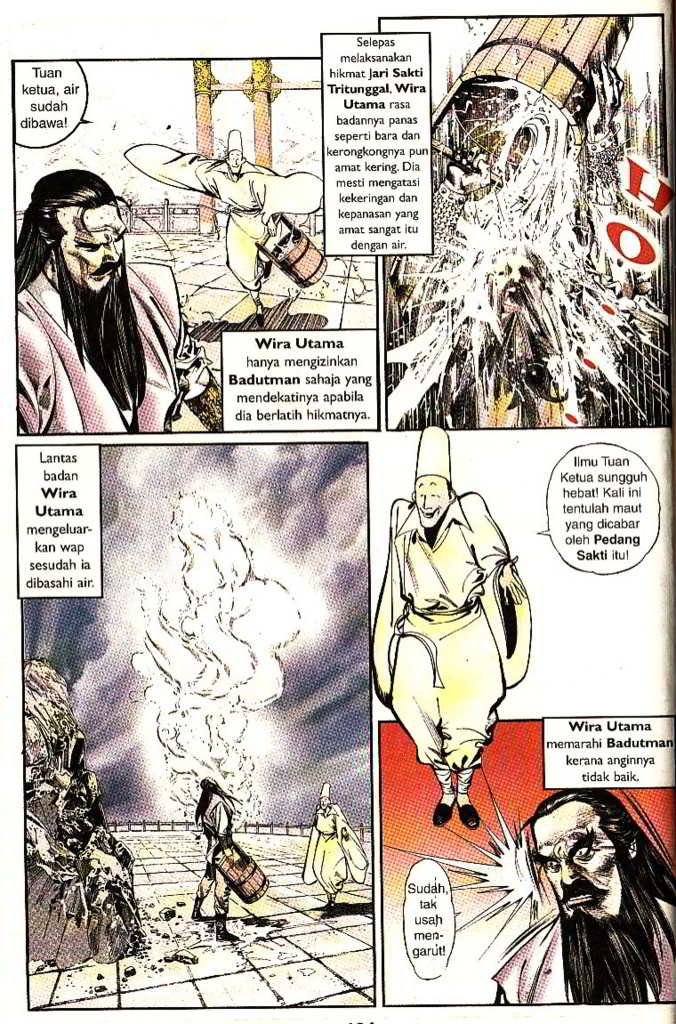 Tuan
ketua, air
sudah
dibawa!
Selepas
melaksanakan
hikmat Jari Sakti
Tritunggal, Wira
Utama rasa
badannya panas
seperti bara dan
kerongkongnya pun
amat kering. Dia
mesti mengatasi
kekeringan dan
kepanasan yang
amat sangat itu
dengan air.
HO
Wira Utama
hanya mengizinkan
Badutman sahaja yang
mendekatinya apabila
dia berlatih hikmatnya.
Lantas
badan
Wira
Utama
mengeluar-
kan wap
sesudah ia
dibasahi air.
Ilmu Tuan
Ketua sungguh
hebat! Kali ini
tentulah maut
yang dicabar
oleh Pedang
Sakti itu!
Wira Utama
memarahi Badutman
kerana anginnya
tidak baik.
Sudah,
tak
usah
men-
garut!